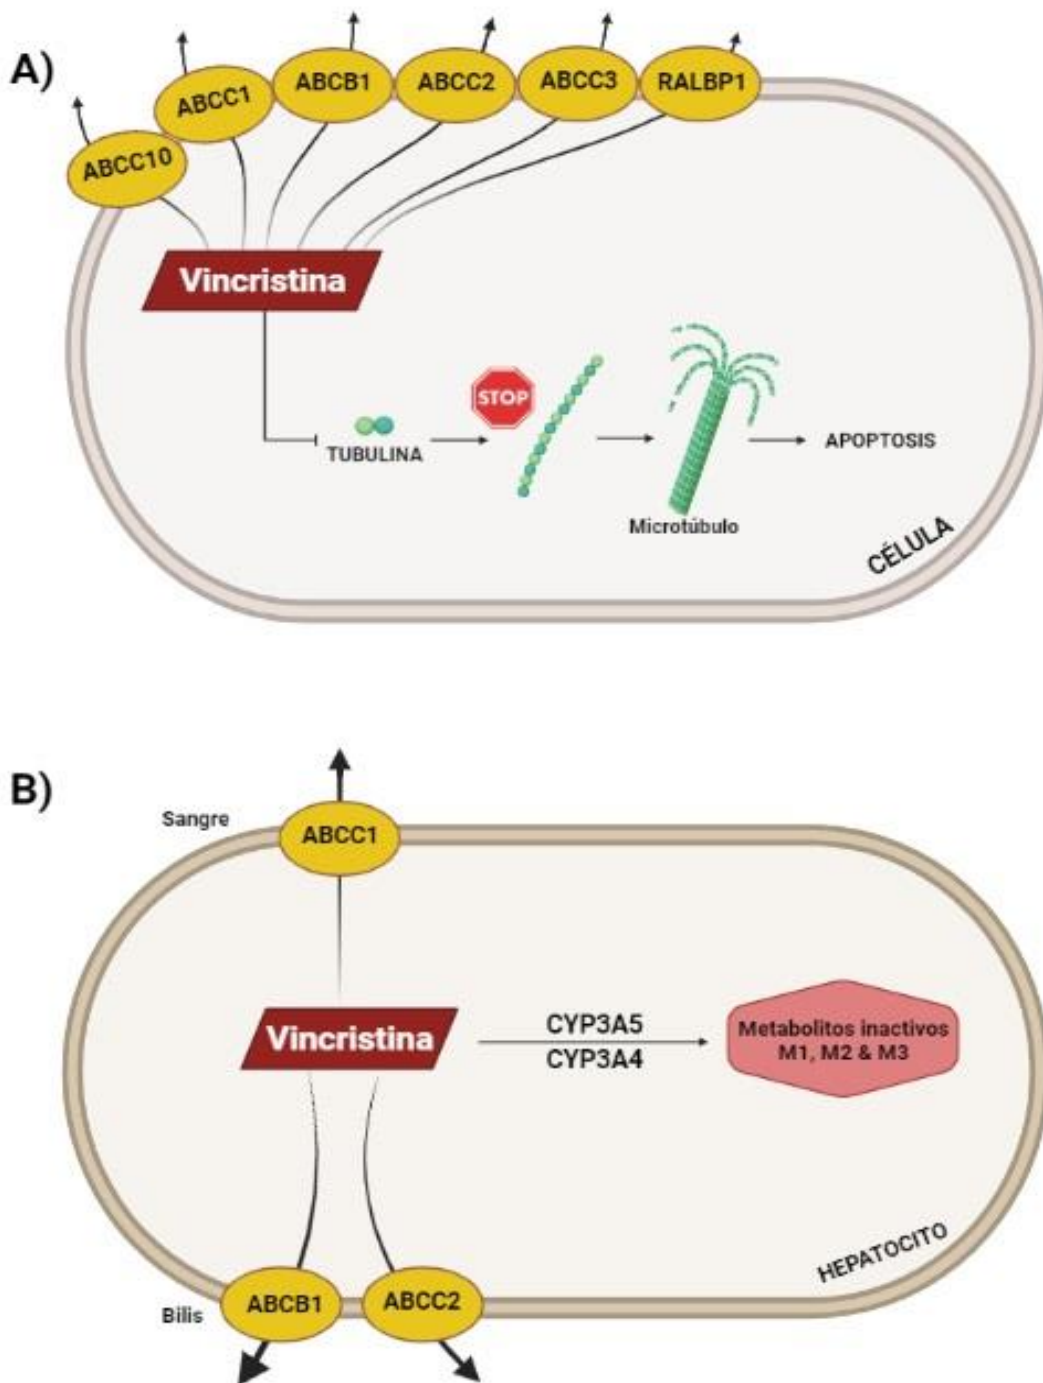 A)
ABCC10
ABCC1
ABCB1
ABCC2
ABCC3
RALBP1
Vincristina
STOP
TUBULINA
APOPTOSIS
Microtúbulo
CÉLULA
B)
Sangre
ABCC1
Vincristina
CYP3A5
CYP3A4
Metabolitos inactivos
M1, M2 & M3
HEPATOCITO
Bilis
ABCB1
ABCC2